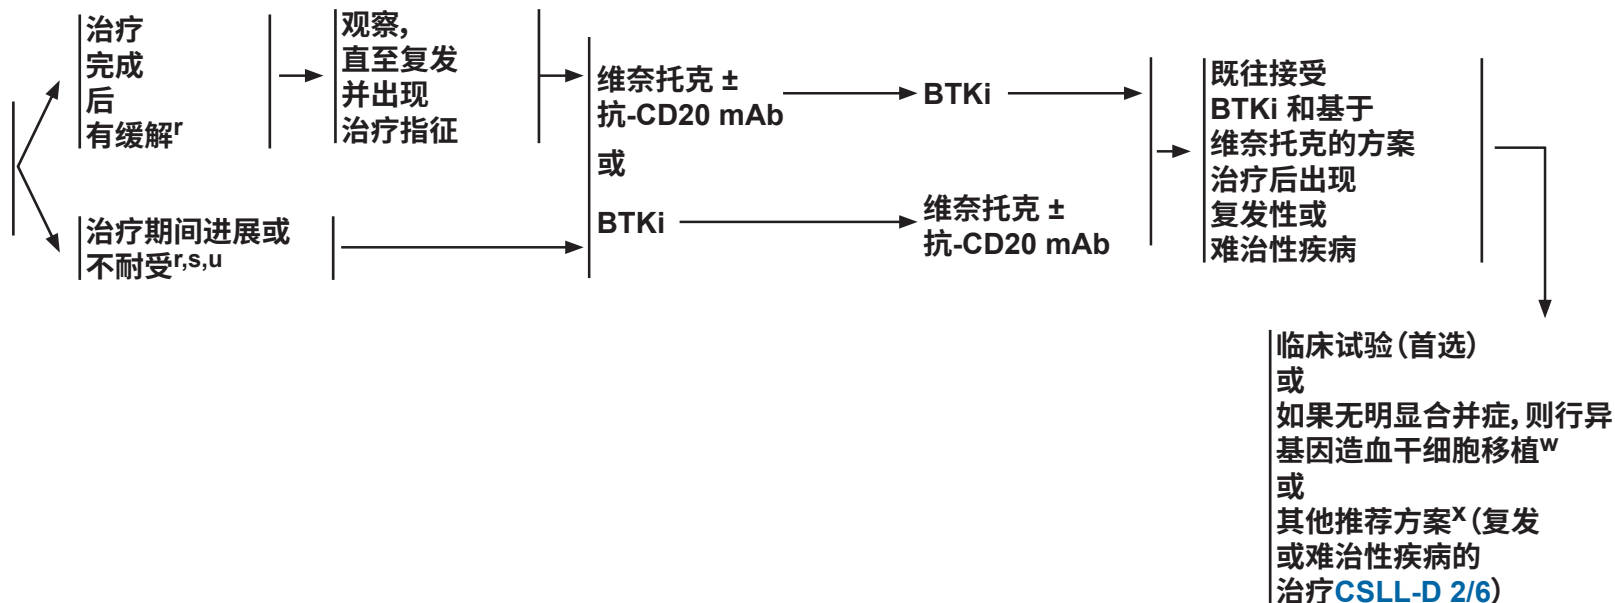 治疗
完成
后
有缓解r
观察，
直至复发
并出现
治疗指征
治疗期间进展或
不耐受r,s,u
维奈托克 ±
抗-CD20 mAb
或
BTKi
BTKi
维奈托克 ±
抗-CD20 mAb
既往接受
BTKi 和基于
维奈托克的方案
治疗后出现
复发性或
难治性疾病
临床试验（首选）
或
如果无明显合并症，则行异
基因造血干细胞移植w
或
其他推荐方案x（复发
或难治性疾病的
治疗CSLL-D 2/6）